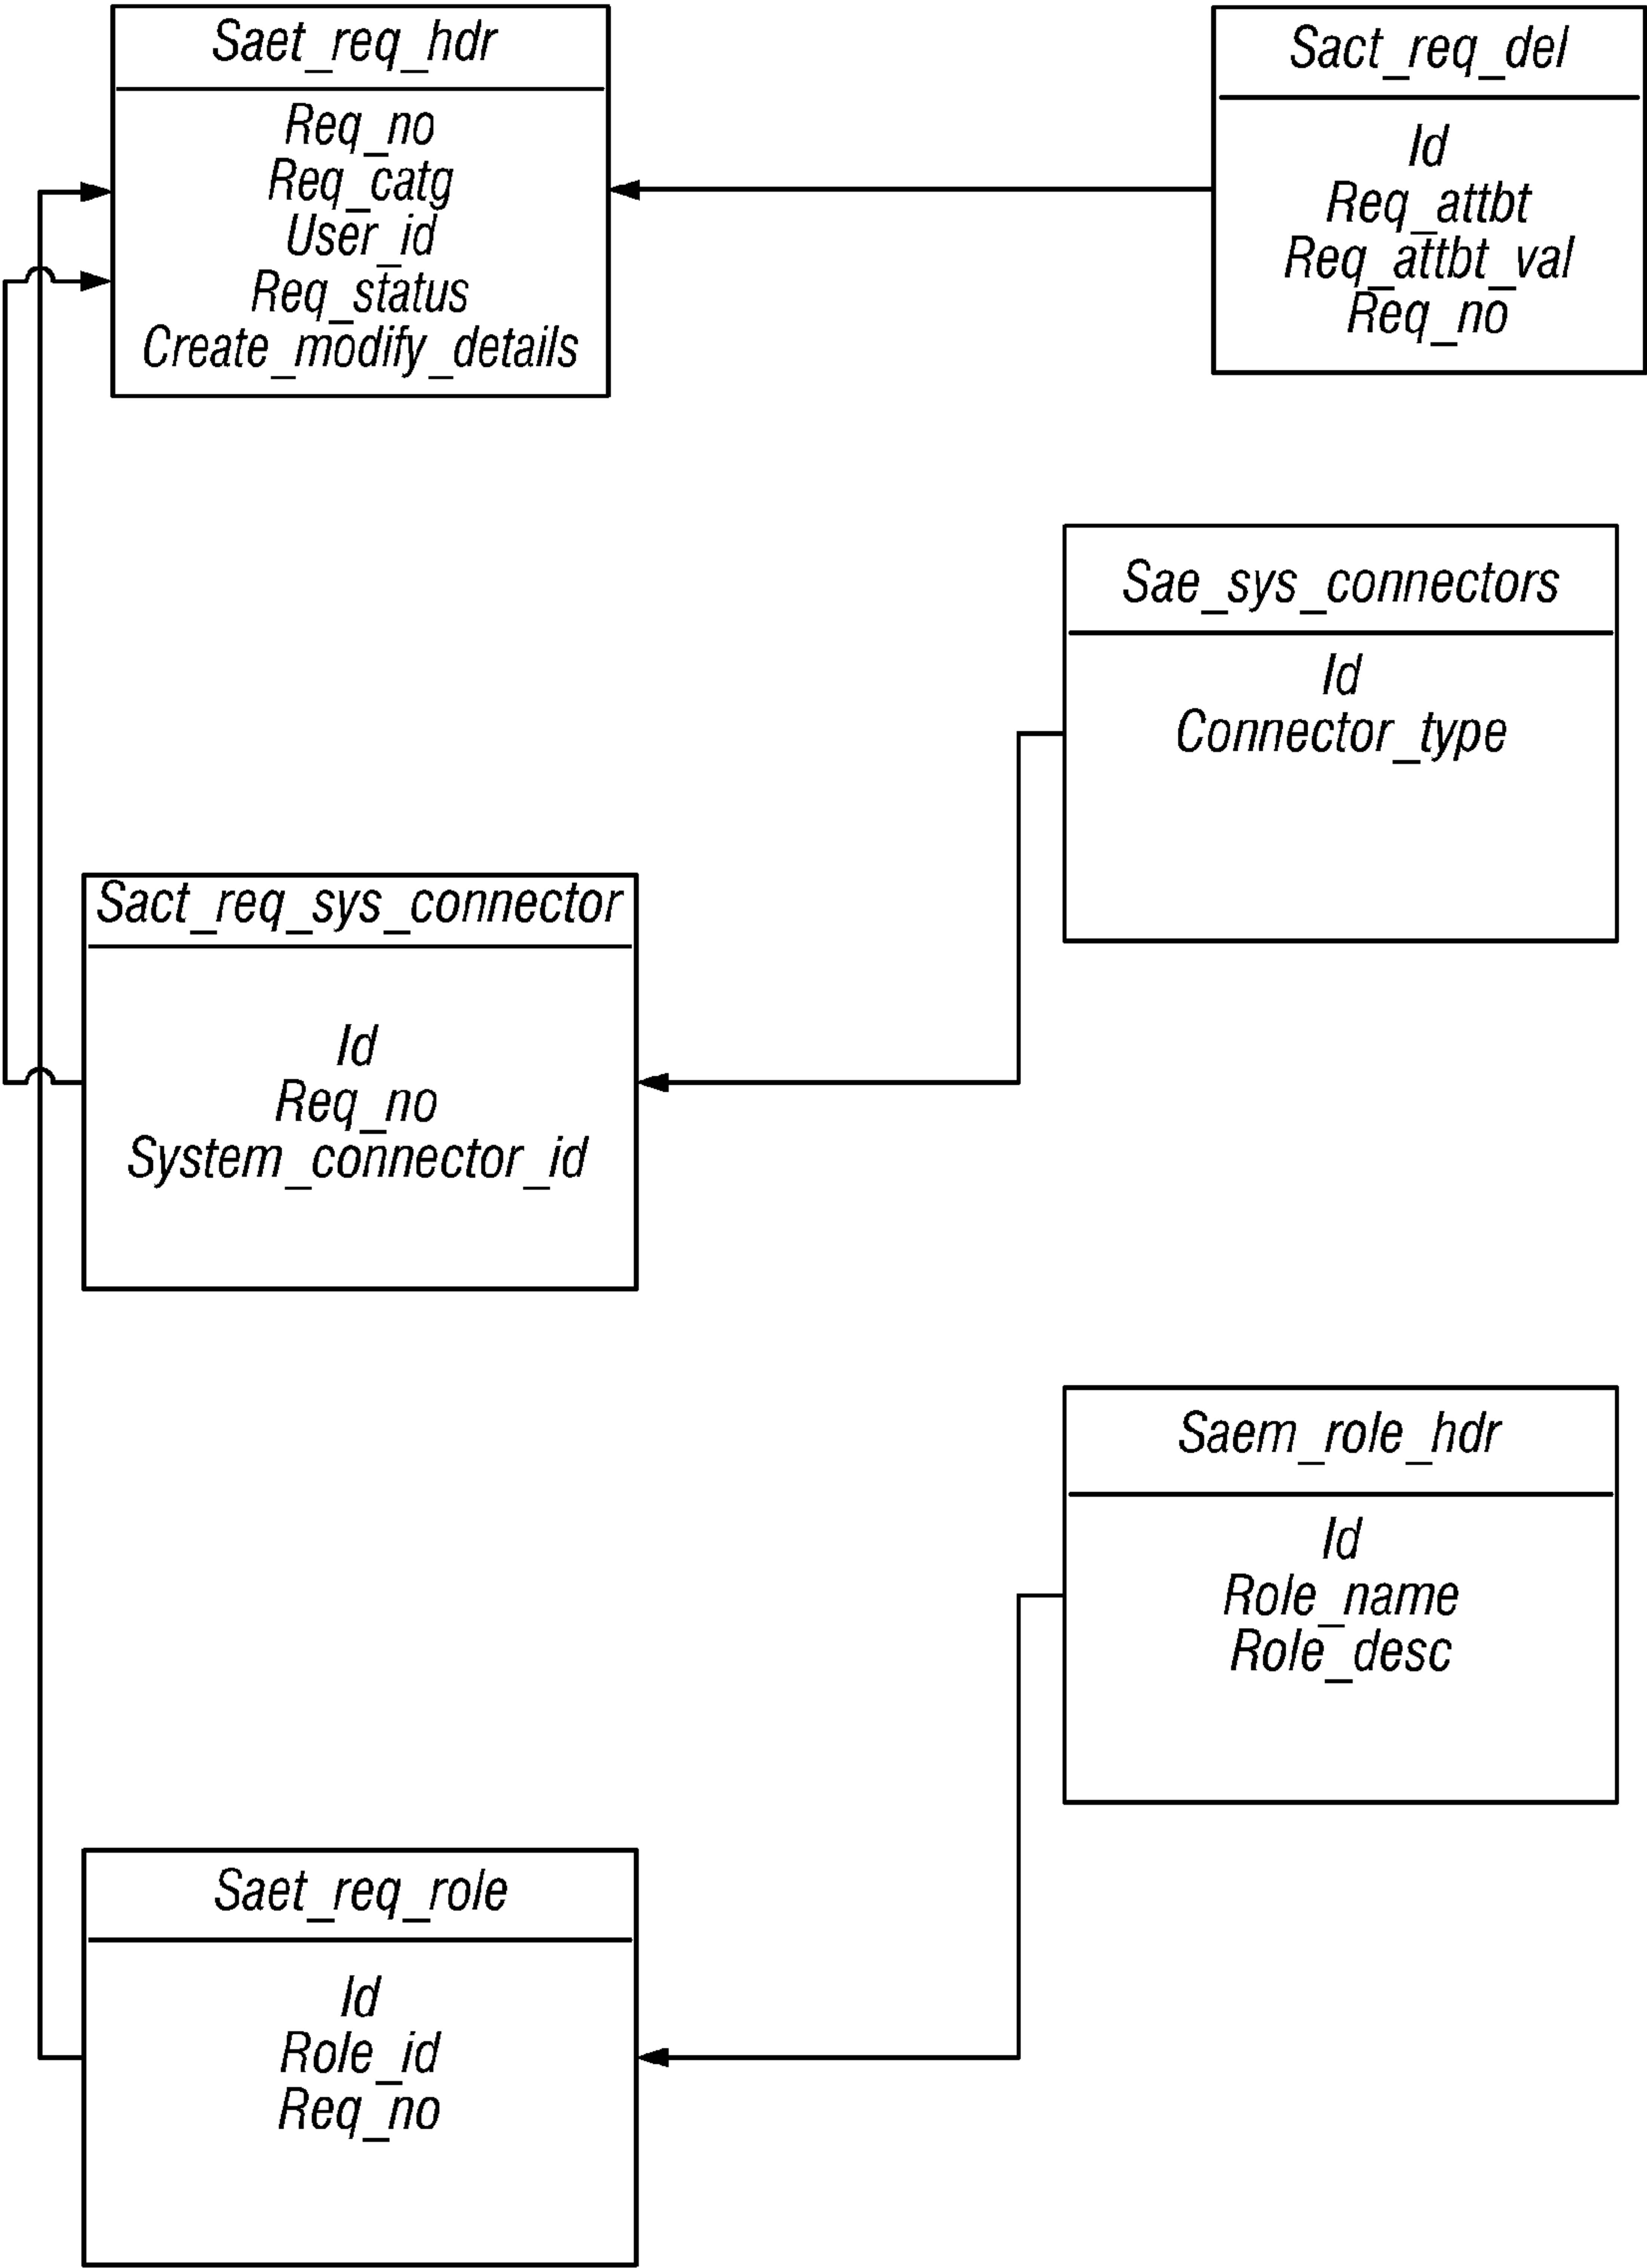 Saet_req_hdr
Req_no
Req_catg
User_id
Req_status
Create_modify_details
Sact_req_del
Id
Req_attbt
Req_attbt_val
Req_no
Sae_sys_connectors
Id
Connector_type
Sact_req_sys_connector
Id
Req_no
System_connector_id
Saem_role_hdr
Id
Role_name
Role_desc
Saet_req_role
Id
Role_id
Req_no